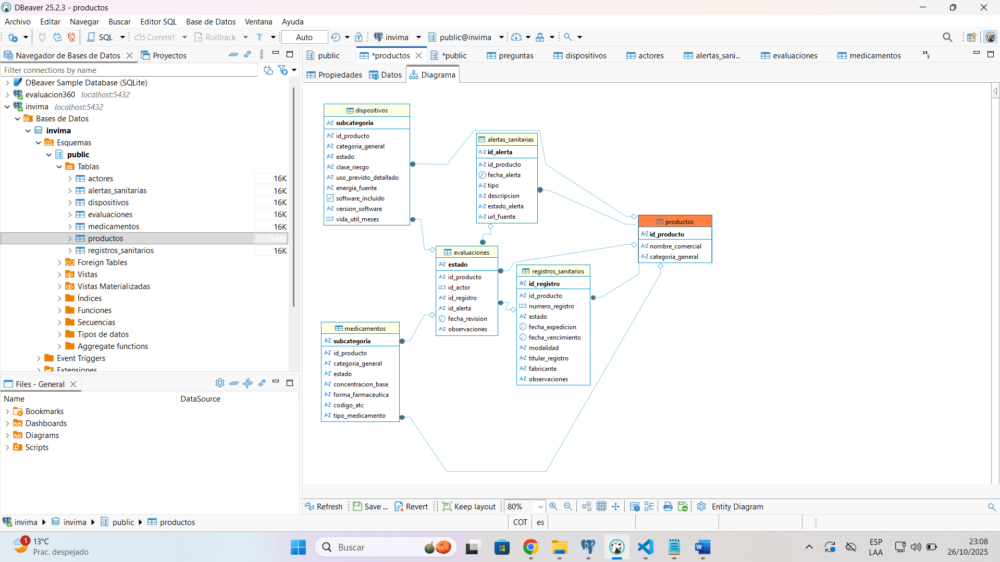 DBeaver 25.2.3 - productos
Archivo Editar Navegar Buscar Editor SQL Base de Datos Ventana Ayuda
SQL Commit Rollback T Auto invima public@invima
Navegador de Bases de Datos Proyectos
Filter connections by name
DBeaver Sample Database (SQLite)
evaluacion360 localhost:5432
invima localhost:5432
Bases de Datos
invima
Esquemas
public
Tablas
actores 16K
alertas_sanitarias 16K
dispositivos 16K
evaluaciones 16K
medicamentos 16K
productos 5,4M
registros_sanitarios 16K
Foreign Tables
Vistas
Vistas Materializadas
Índices
Funciones
Secuencias
Tipos de datos
Aggregate functions
Event Triggers
Extensiones
Files - General
Name DataSource
Bookmarks
Dashboards
Diagrams
Scripts
public *productos *public preguntas dispositivos actores alertas_sani... evaluaciones medicamentos »5
Propiedades Datos Diagrama
dispositivos
A-Z subcategoria
A-Z id_producto
A-Z categoria_general
A-Z estado
A-Z clase_riesgo
A-Z uso_previsto_detallado
A-Z energia_fuente
software_incluido
A-Z version_software
123 vida_util_meses
alertas_sanitarias
A-Z id_alerta
A-Z id_producto
fecha_alerta
A-Z tipo
A-Z descripcion
A-Z estado_alerta
A-Z url_fuente
productos
A-Z id_producto
A-Z nombre_comercial
A-Z categoria_general
evaluaciones
A-Z estado
A-Z id_producto
123 id_actor
A-Z id_registro
A-Z id_alerta
fecha_revision
A-Z observaciones
registros_sanitarios
A-Z id_registro
A-Z id_producto
123 numero_registro
A-Z estado
fecha_expedicion
fecha_vencimiento
A-Z modalidad
A-Z titular_registro
A-Z fabricante
A-Z observaciones
medicamentos
A-Z subcategoria
A-Z id_producto
A-Z categoria_general
A-Z estado
A-Z concentracion_base
A-Z forma_farmaceutica
A-Z codigo_atc
A-Z tipo_medicamento
Refresh Save ... Revert Keep layout 80% Entity Diagram
invima invima public productos
COT es
1
13°C
Prac. despejado
Buscar
ESP
LAA
23:08
26/10/2025